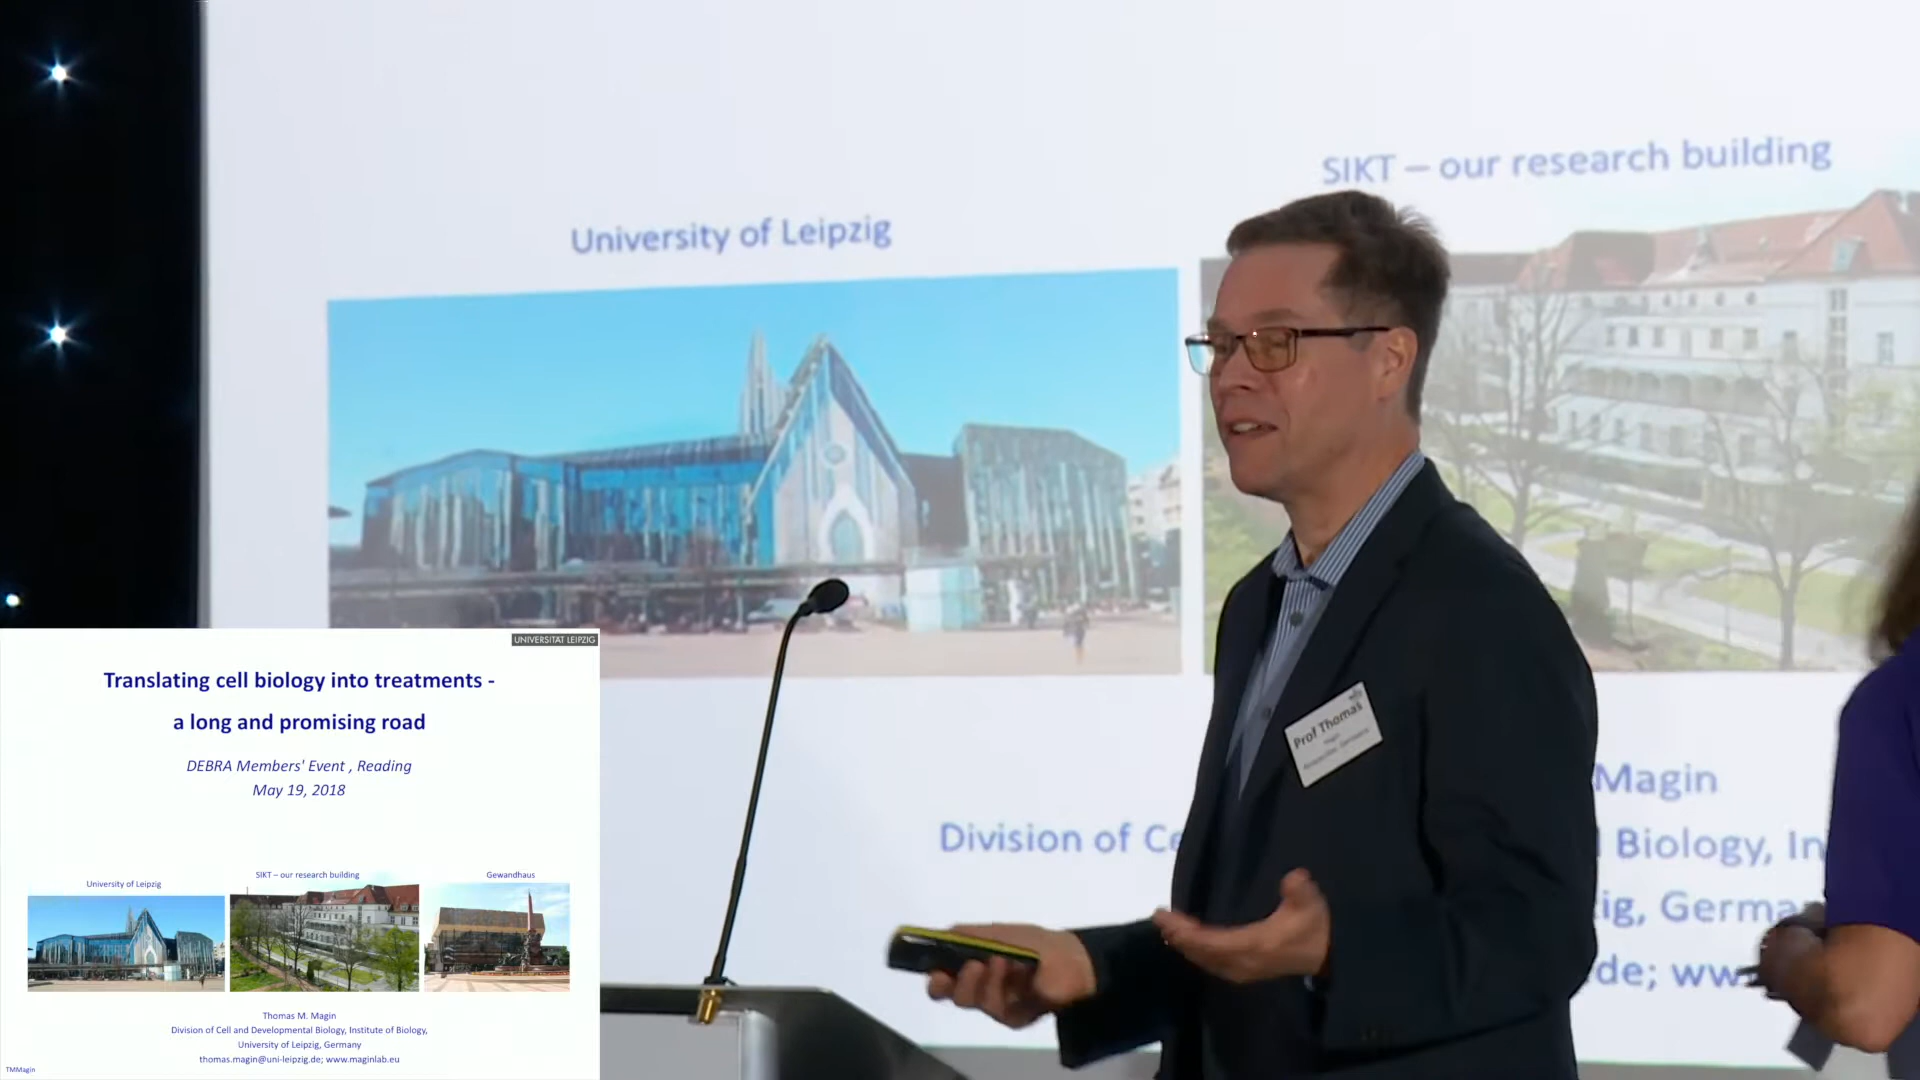 SIKT – our research building
University of Leipzig
Prof Thomas
Magin
Magin
Division of Ce
l Biology, In
ig, Germa
de; ww
UNIVERSITÄT LEIPZIG
Translating cell biology into treatments -
a long and promising road
DEBRA Members' Event , Reading
May 19, 2018
University of Leipzig
SIKT – our research building
Gewandhaus
Thomas M. Magin
Division of Cell and Developmental Biology, Institute of Biology,
University of Leipzig, Germany
thomas.magin@uni-leipzig.de; www.maginlab.eu
TMMagin